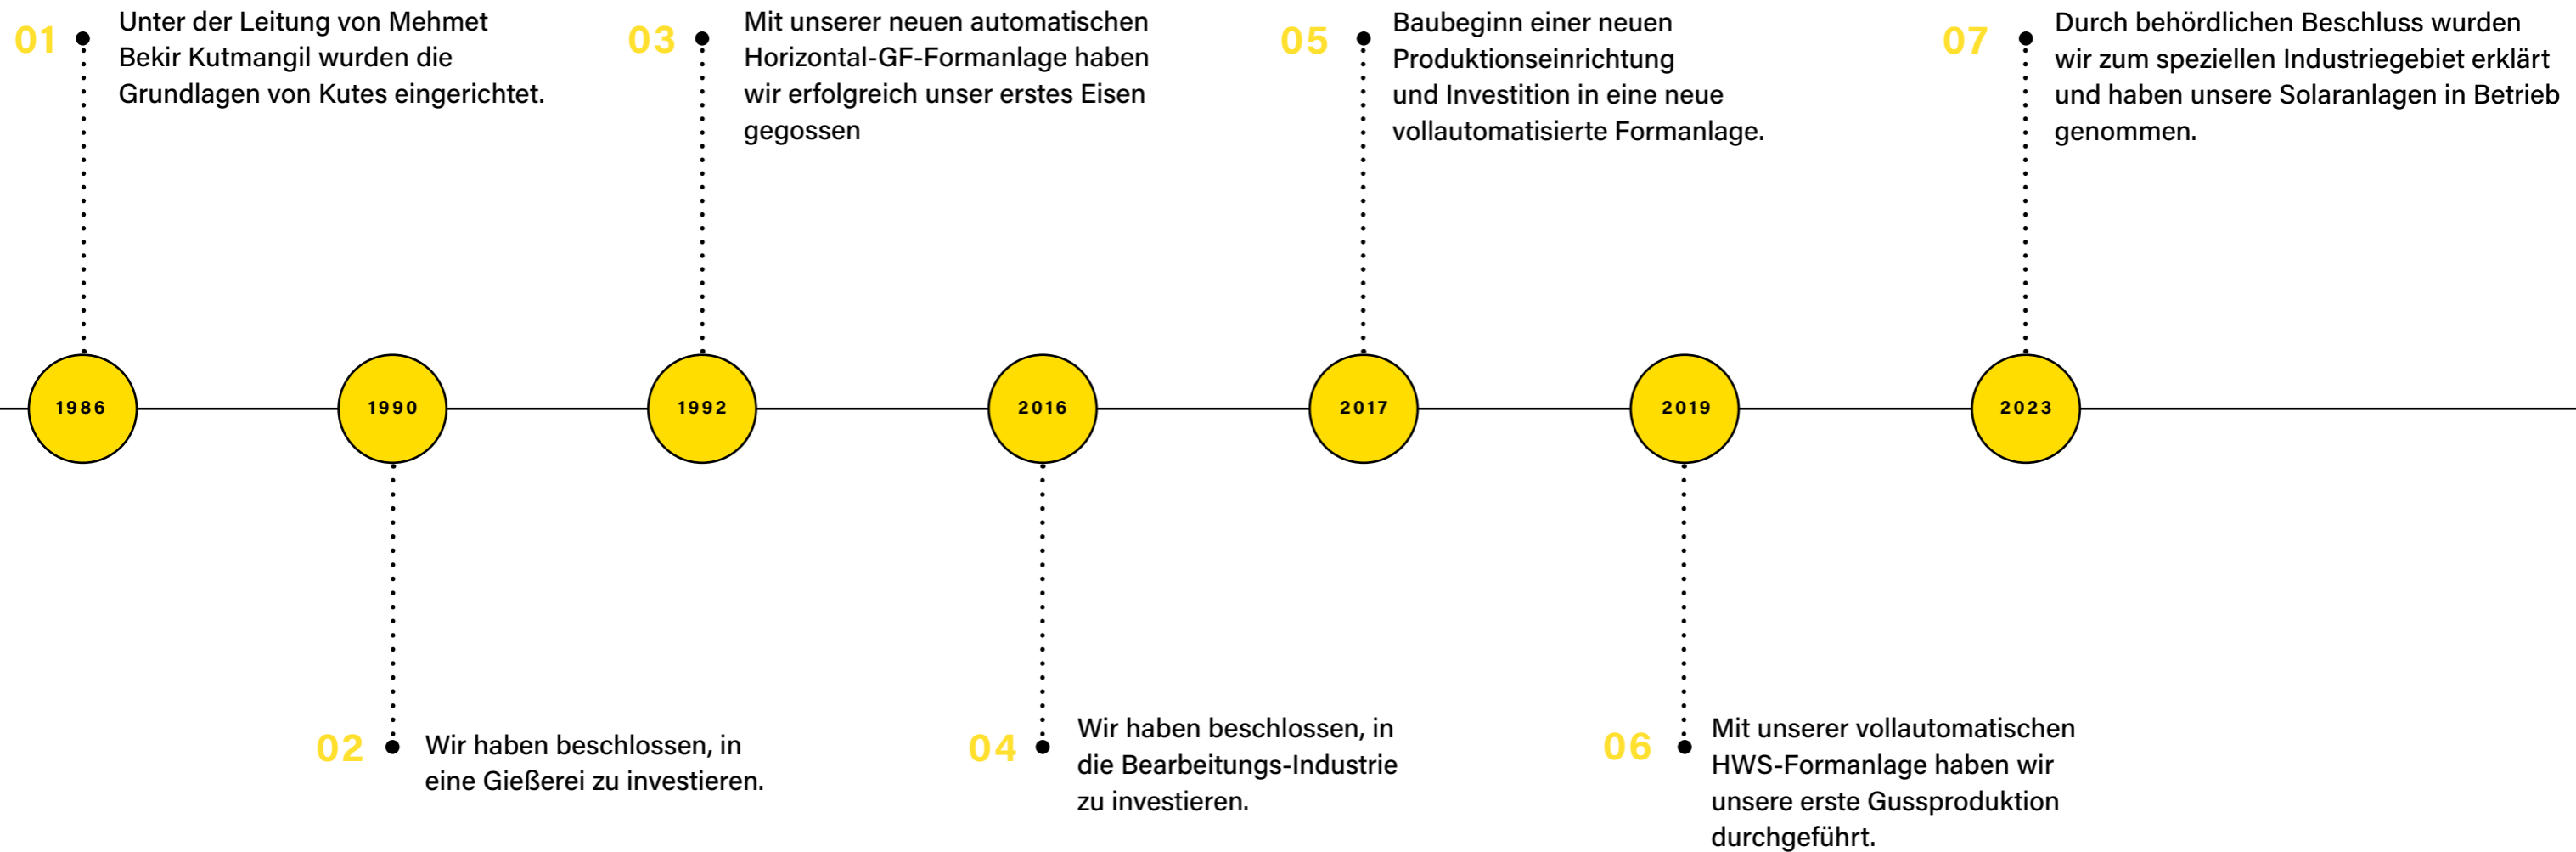 01
Unter der Leitung von Mehmet
Bekir Kutmangil wurden die
Grundlagen von Kutes eingerichtet.
03
Mit unserer neuen automatischen
Horizontal-GF-Formanlage haben
wir erfolgreich unser erstes Eisen
gegossen
05
Baubeginn einer neuen
Produktionseinrichtung
und Investition in eine neue
vollautomatisierte Formanlage.
07
Durch behördlichen Beschluss wurden
wir zum speziellen Industriegebiet erklärt
und haben unsere Solaranlagen in Betrieb
genommen.
1986
1990
1992
2016
2017
2019
2023
02
Wir haben beschlossen, in
eine Gießerei zu investieren.
04
Wir haben beschlossen, in
die Bearbeitungs-Industrie
zu investieren.
06
Mit unserer vollautomatischen
HWS-Formanlage haben wir
unsere erste Gussproduktion
durchgeführt.